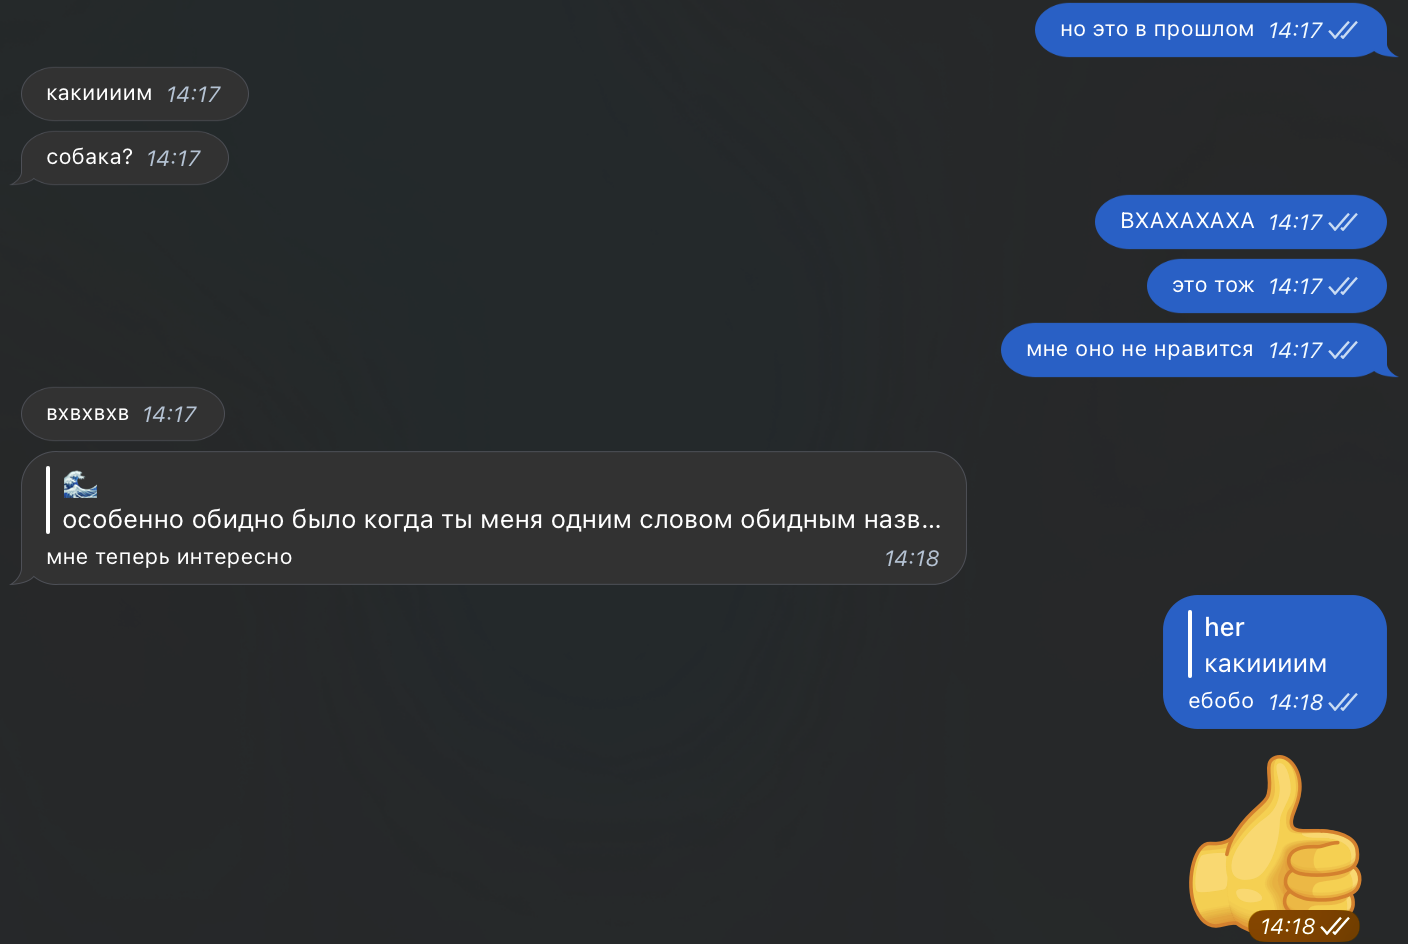 но это в прошлом 14:17
какиииим 14:17
собака? 14:17
ВХАХАХАХА 14:17
это тож 14:17
мне оно не нравится 14:17
вхвхвхв 14:17
🌊
особенно обидно было когда ты меня одним словом обидным назв...
мне теперь интересно 14:18
her
какиииим
ебобо 14:18
14:18